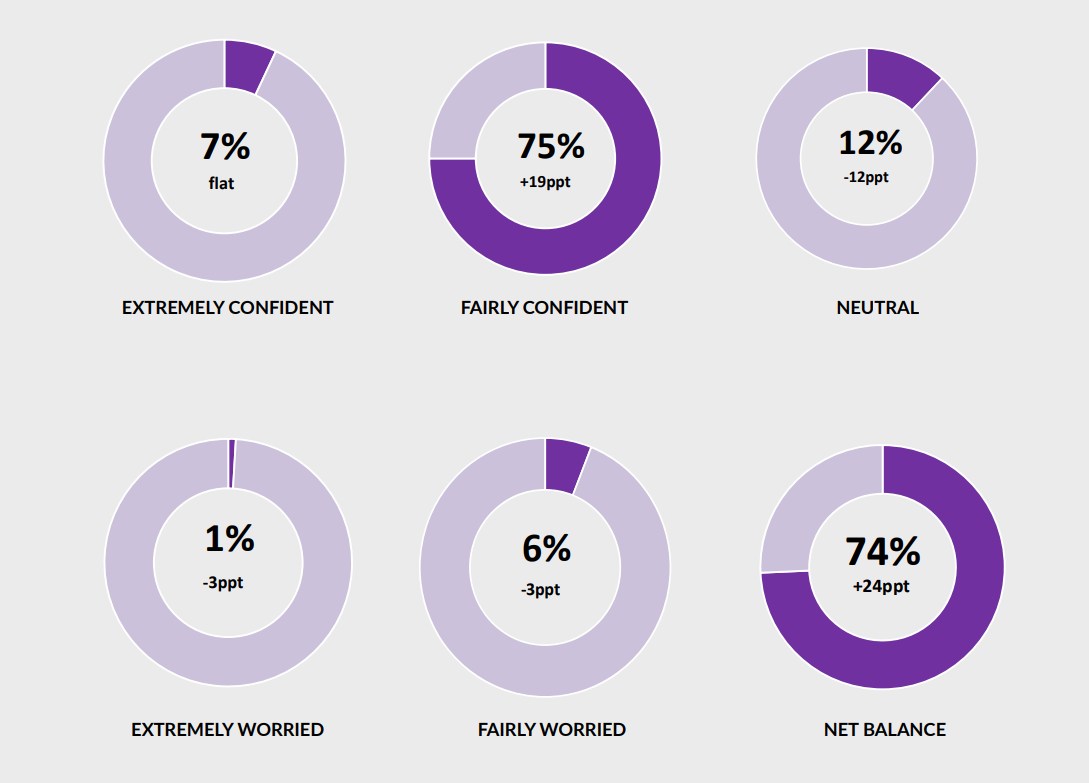 7%
flat
EXTREMELY CONFIDENT
75%
+19ppt
FAIRLY CONFIDENT
12%
-12ppt
NEUTRAL
1%
-3ppt
EXTREMELY WORRIED
6%
-3ppt
FAIRLY WORRIED
74%
+24ppt
NET BALANCE